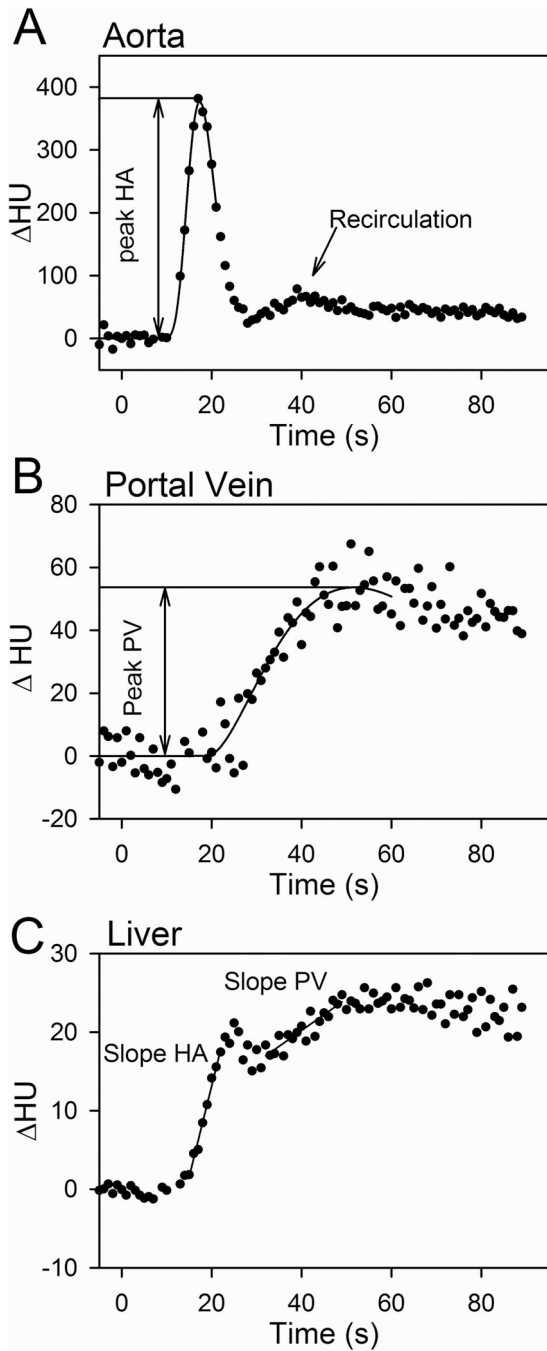 A Aorta
400
300
200
100
0
ΔHU
peak HA
Recirculation
0 20 40 60 80
Time (s)
B Portal Vein
80
60
40
20
0
-20
Δ HU
Peak PV
0 20 40 60 80
Time (s)
C Liver
30
20
10
0
-10
ΔHU
Slope PV
Slope HA
0 20 40 60 80
Time (s)